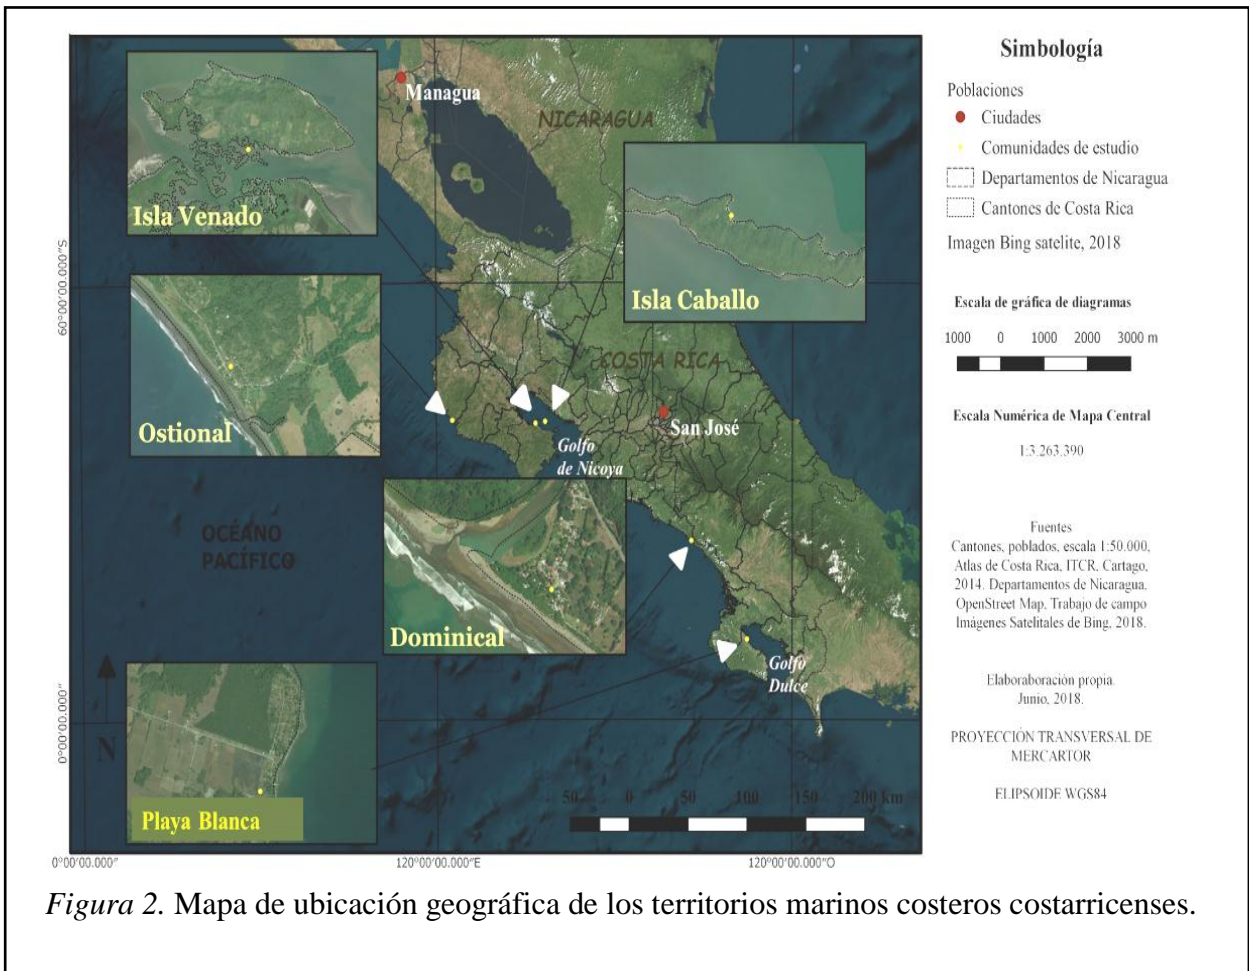 Managua
NICARAGUA
Isla Venado
Isla Caballo
Ostional
COSTA RICA
San José
Golfo
de Nicoya
OCÉANO
PACÍFICO
Dominical
Golfo
Dulce
Playa Blanca
N
50 0 50 100 150 200 km
60°00'00.000"S
0°00'00.000"
0°00'00.000"
120°00'00.000"E
120°00'00.000"O
Simbología
Poblaciones
Ciudades
Comunidades de estudio
Departamentos de Nicaragua
Cantones de Costa Rica
Imagen Bing satelite, 2018
Escala de gráfica de diagramas
1000 0 1000 2000 3000 m
Escala Numérica de Mapa Central
1:3.263.390
Fuentes
Cantones, poblados, escala 1:50.000,
Atlas de Costa Rica, ITCR, Cartago,
2014. Departamentos de Nicaragua,
OpenStreet Map, Trabajo de campo
Imágenes Satelitales de Bing, 2018.
Elaboraboración propia.
Junio, 2018.
PROYECCIÓN TRANSVERSAL DE
MERCARTOR
ELIPSOIDE WGS84
Figura 2. Mapa de ubicación geográfica de los territorios marinos costeros costarricenses.